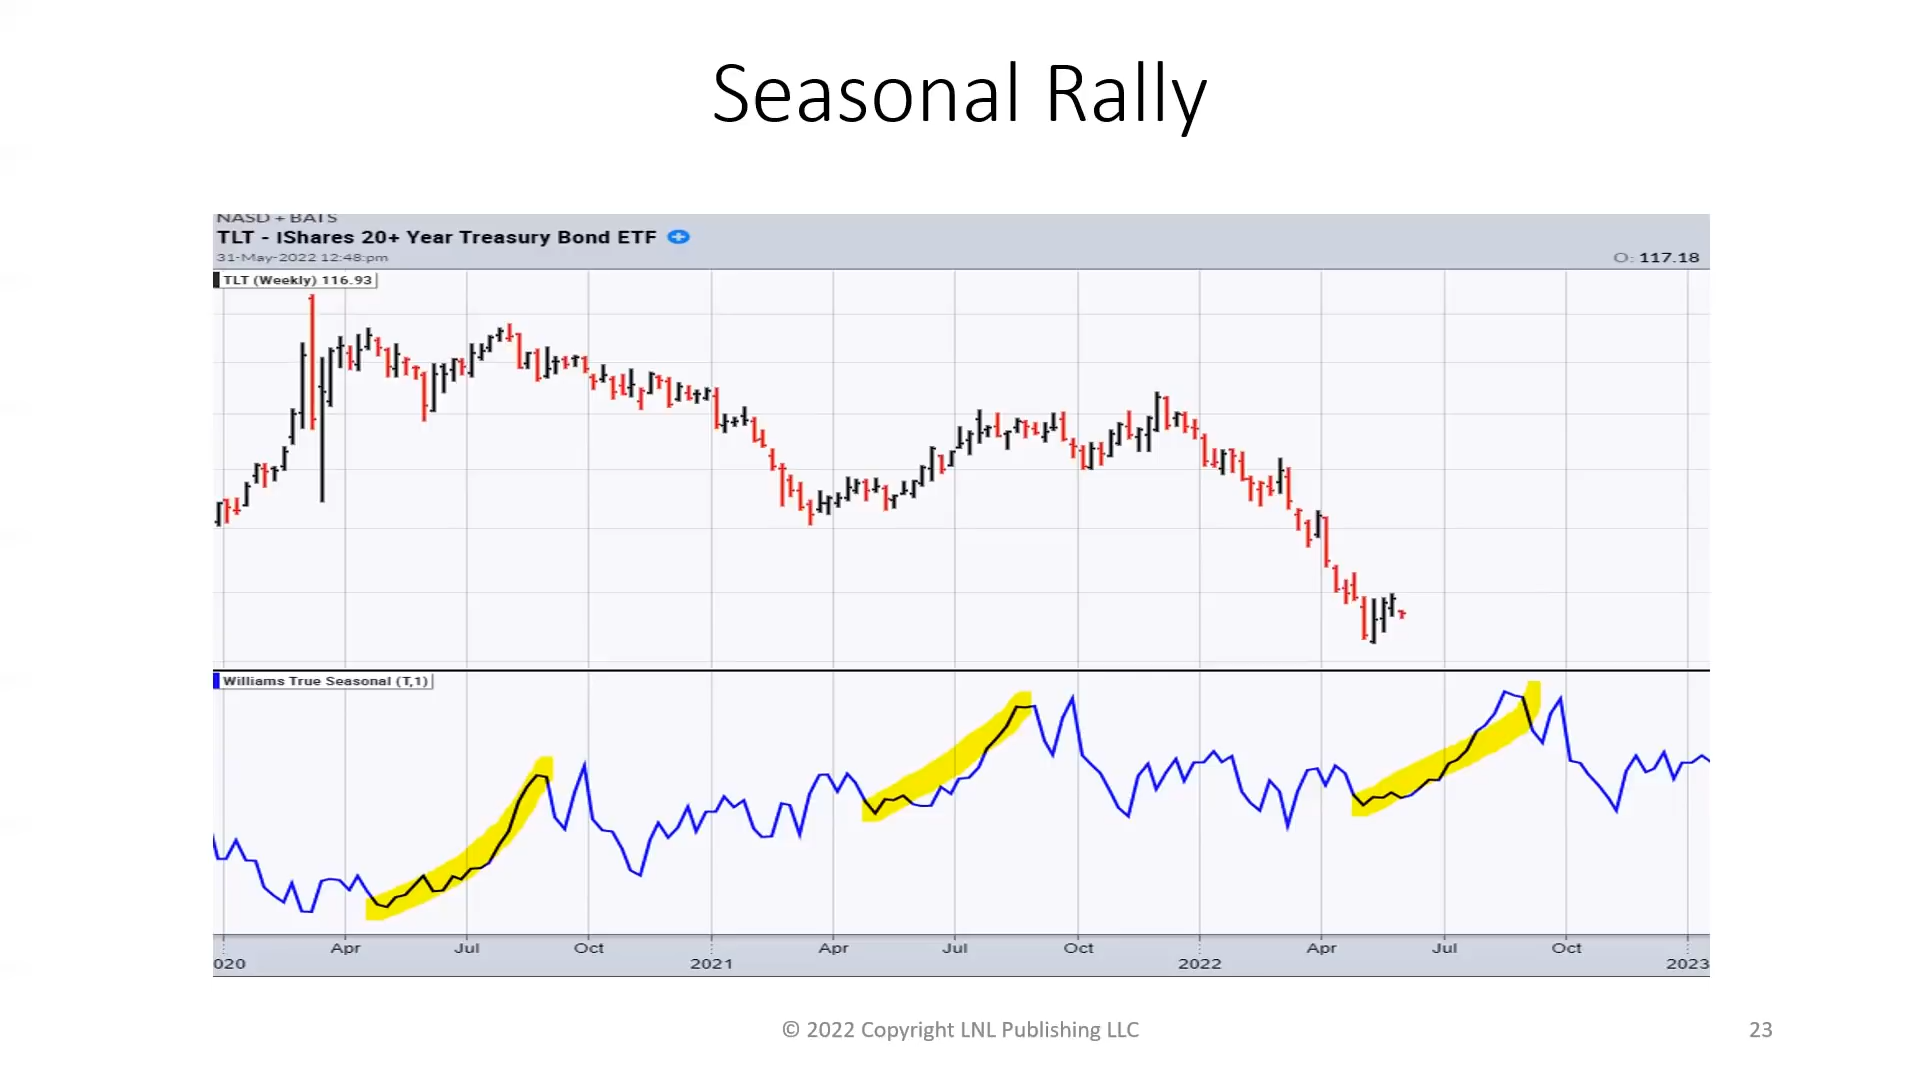 Seasonal Rally
NASD + BATS
TLT - IShares 20+ Year Treasury Bond ETF
31-May-2022 12:48:pm
O: 117.18
TLT (Weekly) 116.93
Williams True Seasonal (T,1)
Apr Jul Oct Apr Jul Oct Apr Jul Oct
020 2021 2022 2023
© 2022 Copyright LNL Publishing LLC
23